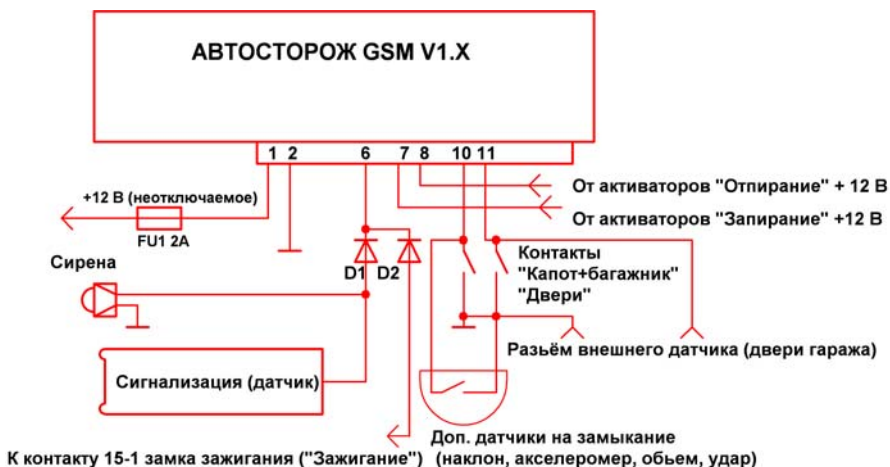 АВТОСТОРОЖ GSM V1.X
1 2 6 7 8 10 11
От активаторов "Отпирание" + 12 В
+12 В (неотключаемое)
От активаторов "Запирание" +12 В
FU1 2A
Сирена
D1 D2
Контакты
"Капот+багажник"
"Двери"
Разьём внешнего датчика (двери гаража)
Сигнализация (датчик)
Доп. датчики на замыкание
К контакту 15-1 замка зажигания ("Зажигание")
(наклон, акселеромер, обьем, удар)